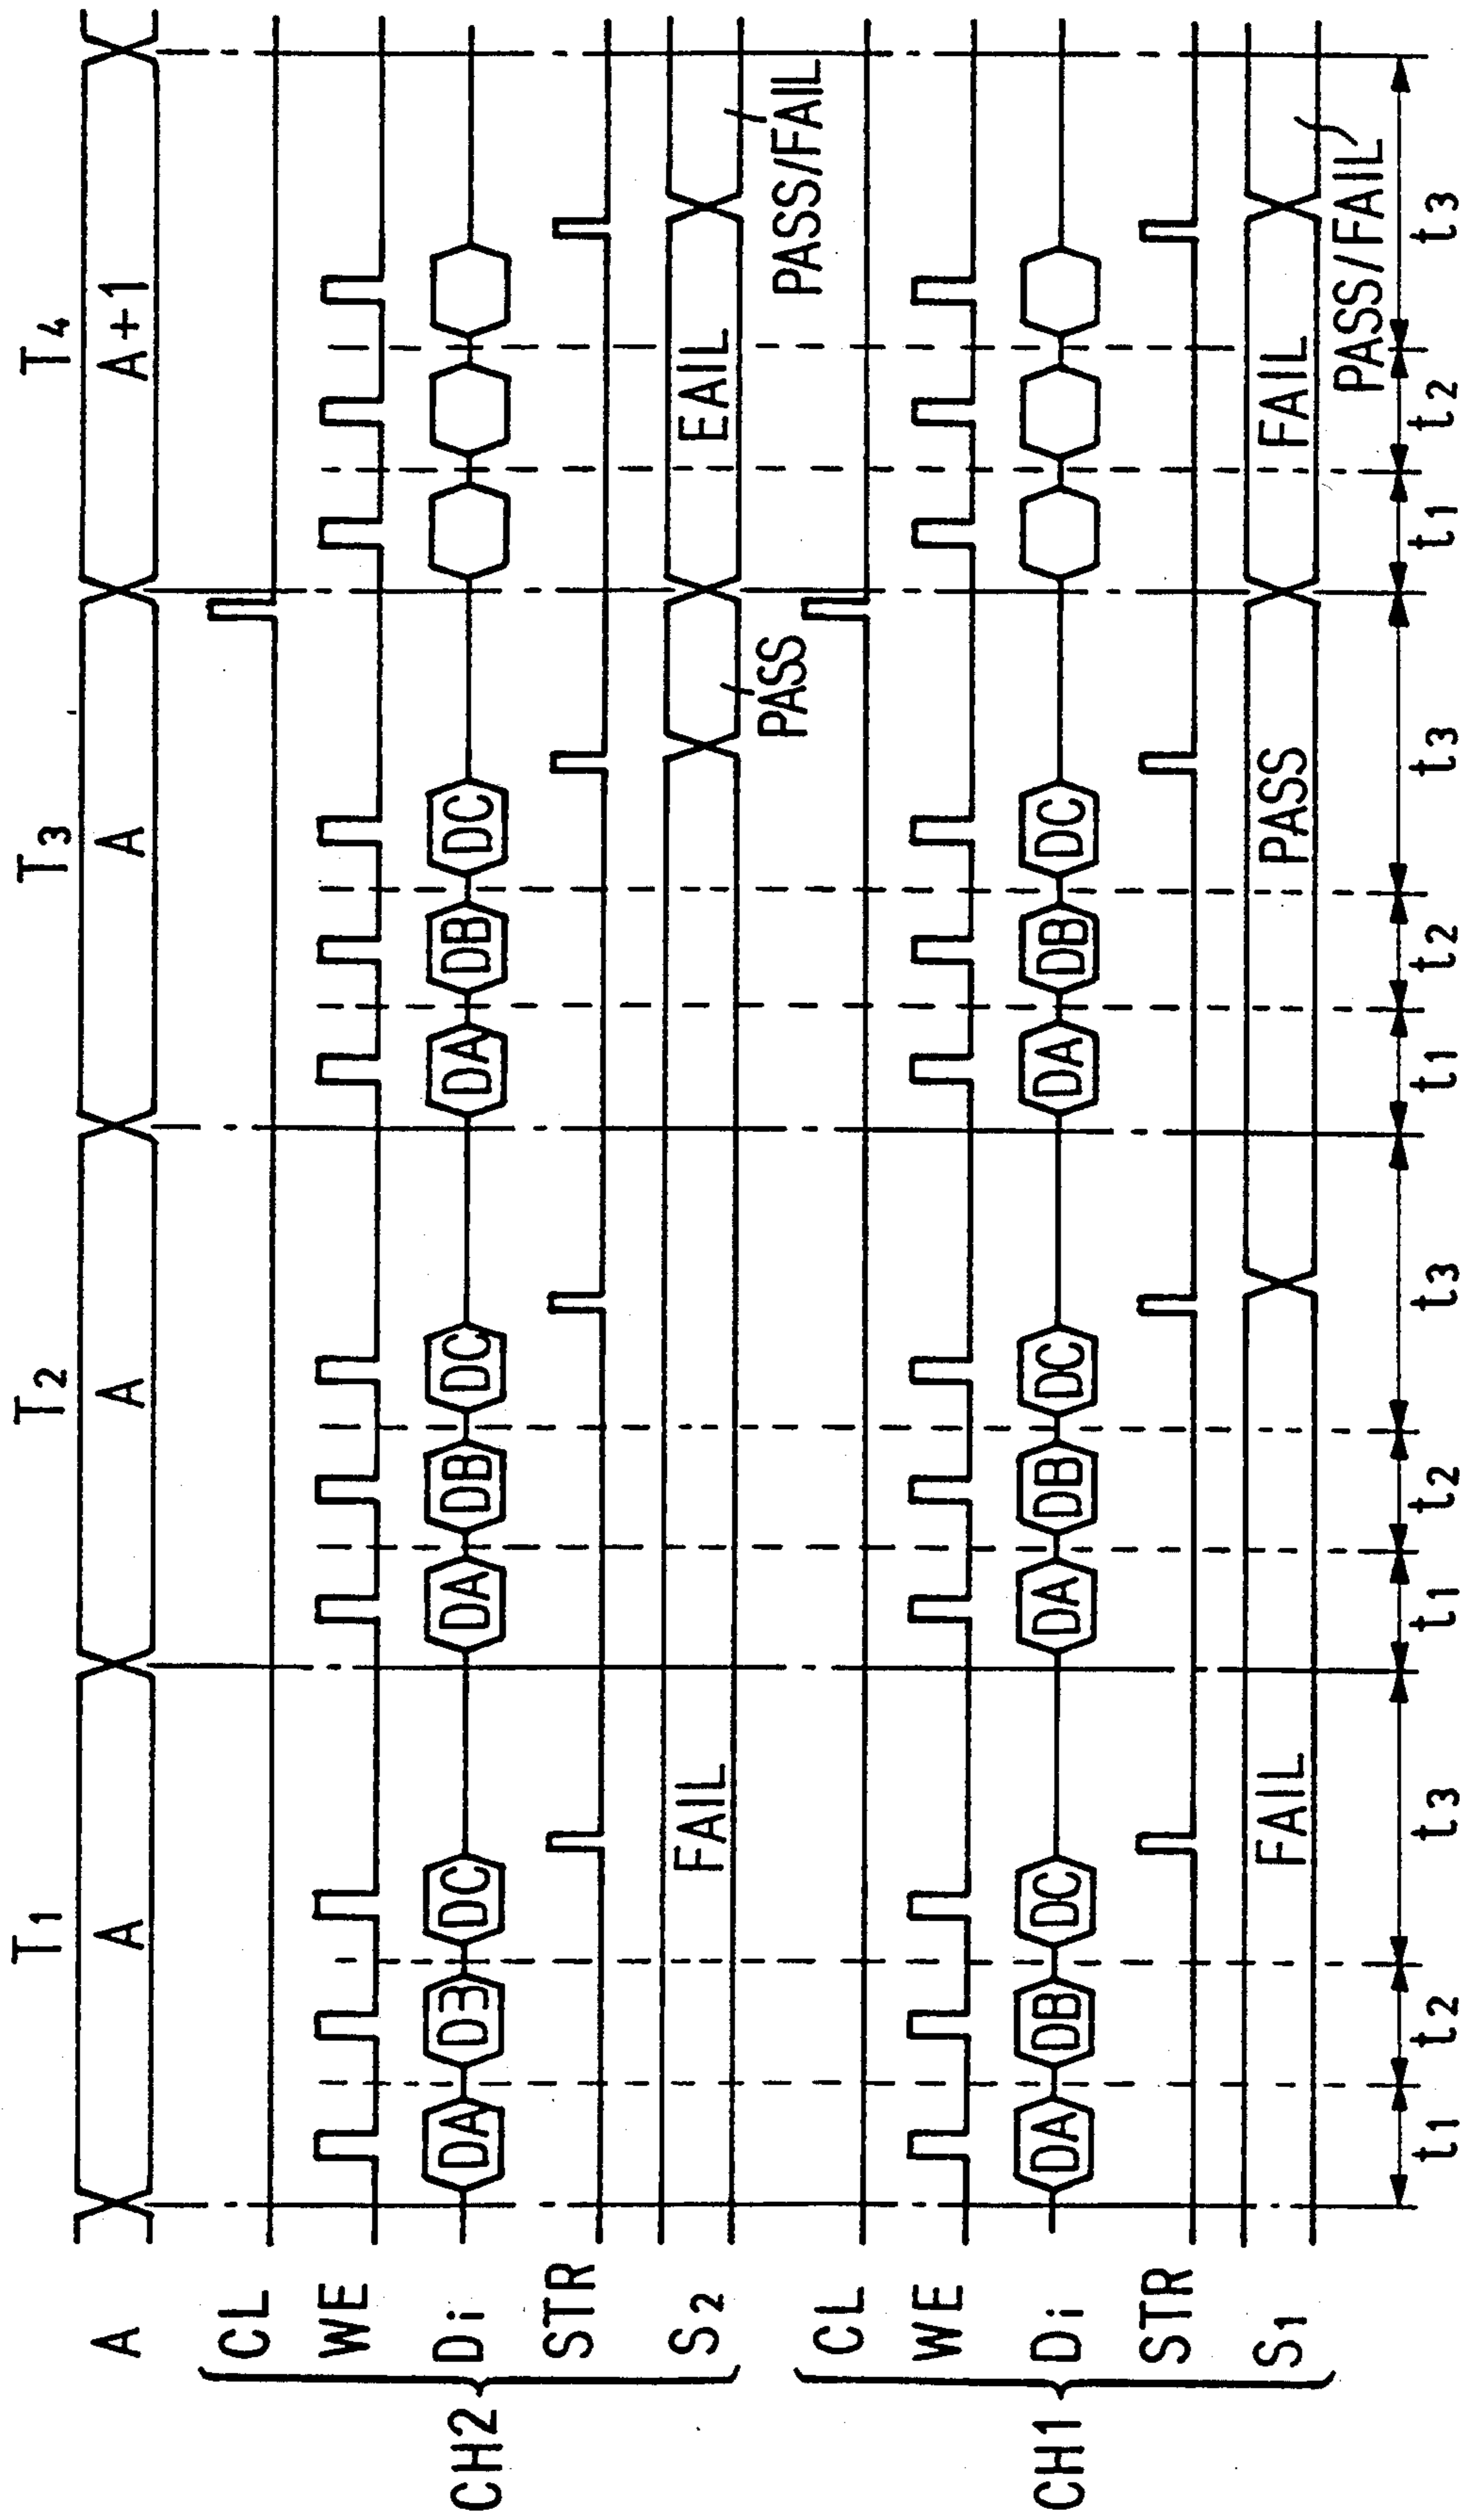 T1 T2 T3 T4
A A A A A+1
CL
WE
CH2 Di DA D3 DC DA DB DC DA DB DC
STR
S2 FAIL PASS EAIL PASS/FAIL
CL
WE
CH1 Di DA DB DC DA DB DC DA DB DC
STR
S1 FAIL PASS FAIL PASS/FAIL
t1 t2 t3 t1 t2 t3 t1 t2 t3 t1 t2 t3